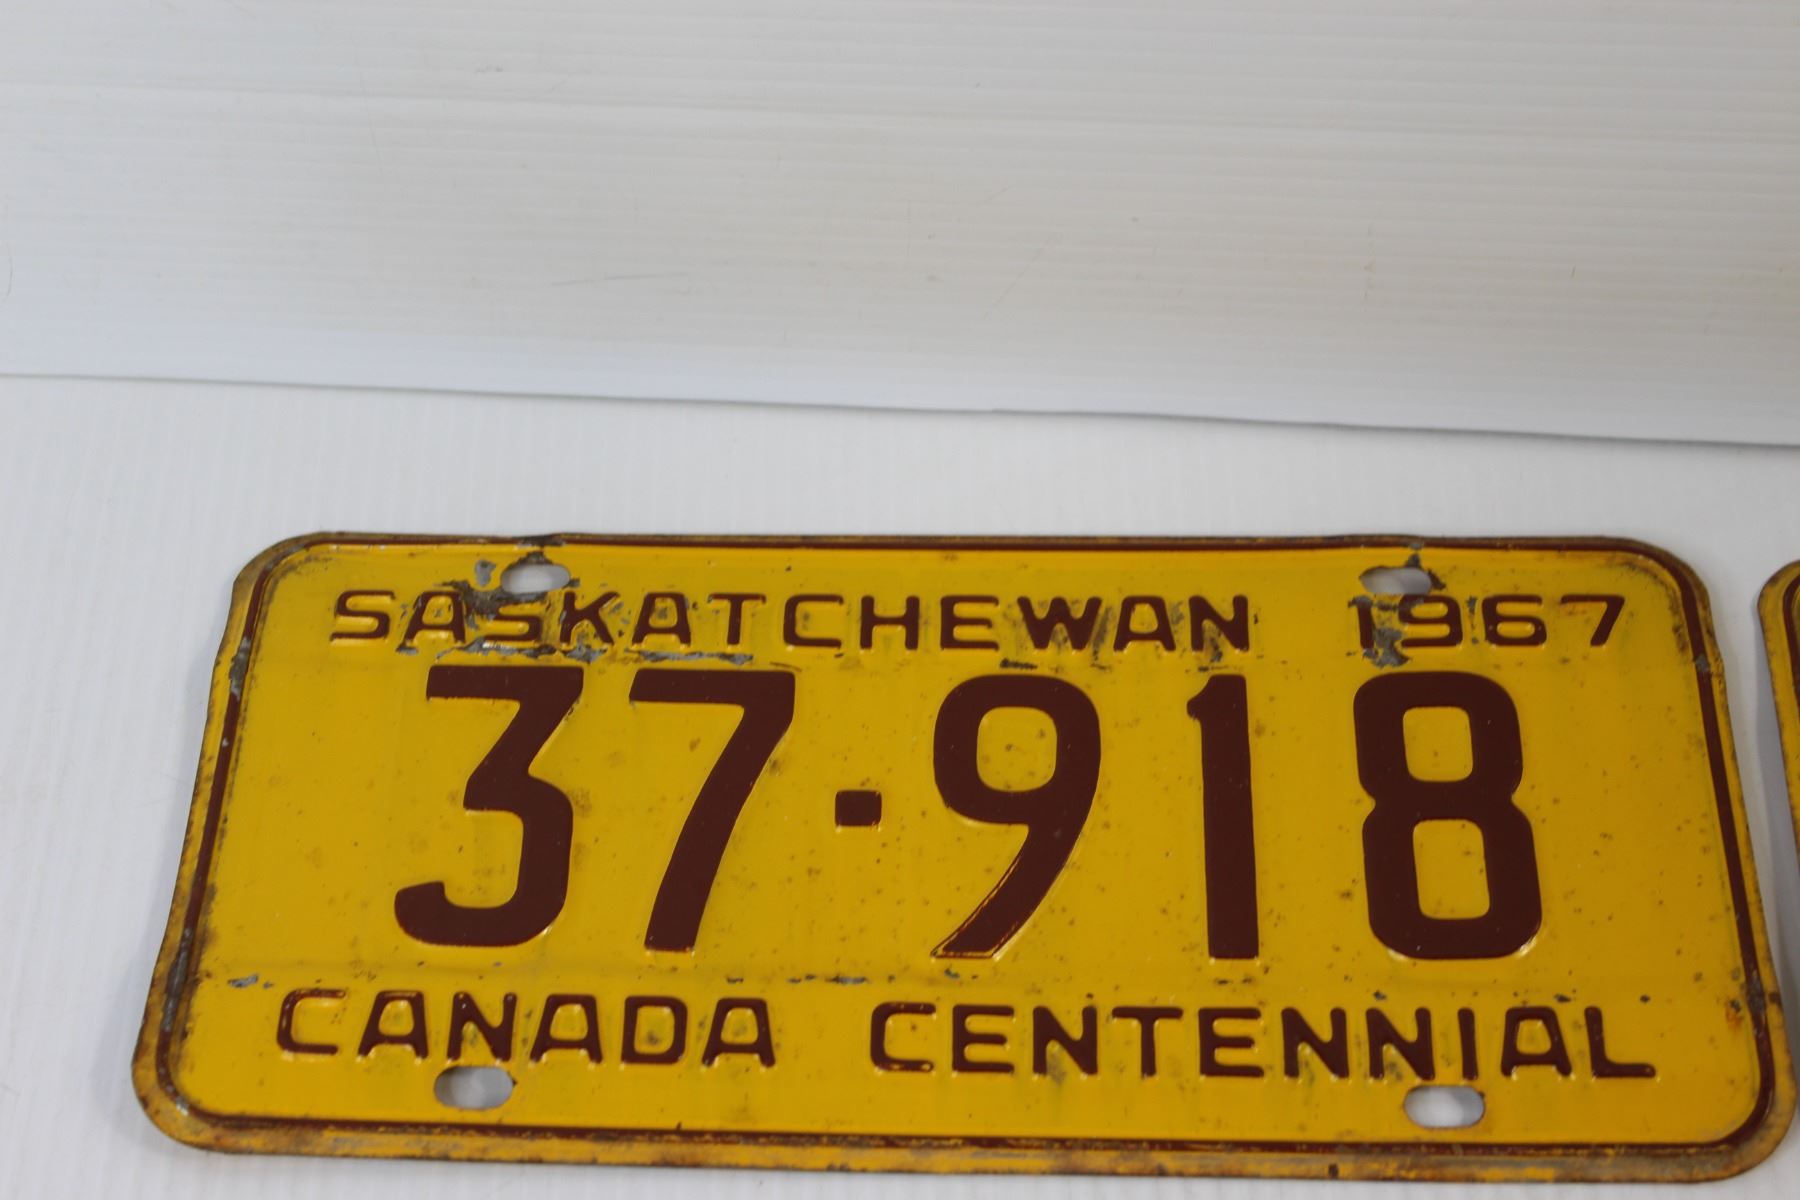 SASKATCHEWAN 1967
37·918
CANADA CENTENNIAL